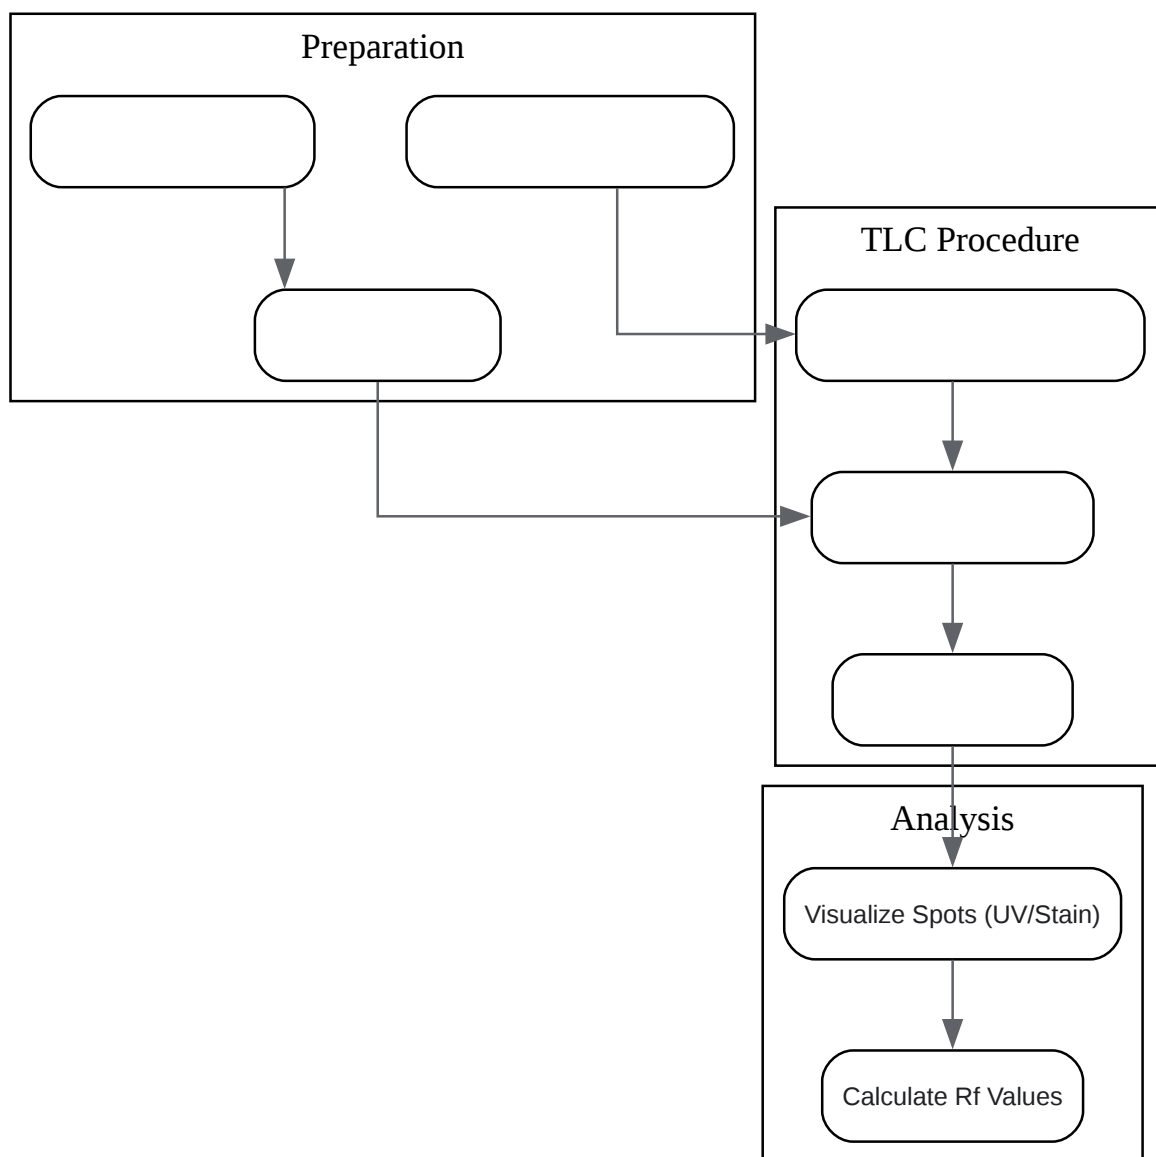 Preparation
TLC Procedure
Analysis
Visualize Spots (UV/Stain)
Calculate Rf Values